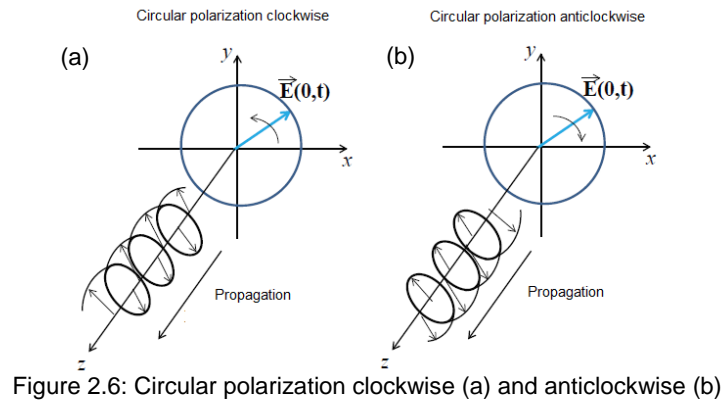 Circular polarization clockwise
Circular polarization anticlockwise
(a)
y
E(0,t)
x
Propagation
z
(b)
y
E(0,t)
x
Propagation
z
Figure 2.6: Circular polarization clockwise (a) and anticlockwise (b)